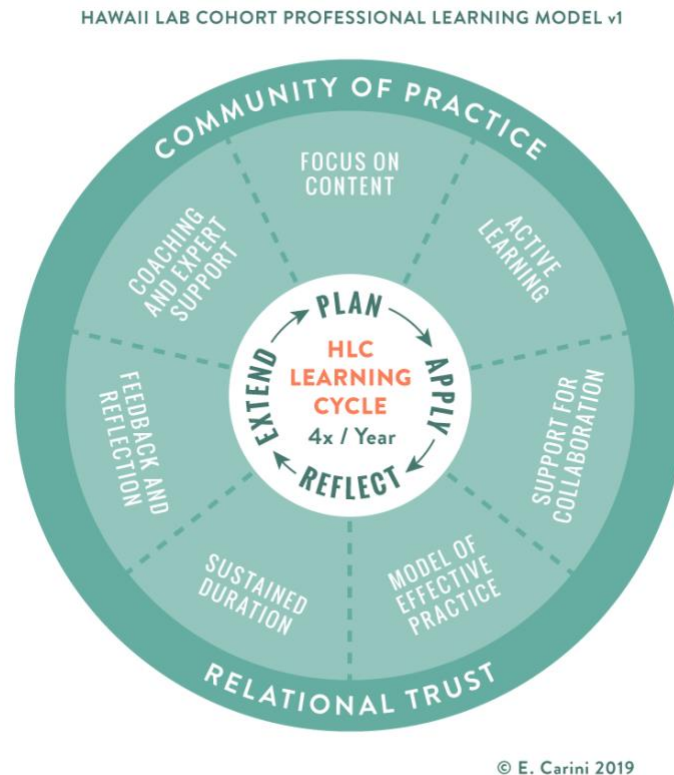 HAWAII LAB COHORT PROFESSIONAL LEARNING MODEL v1
COMMUNITY OF PRACTICE
FOCUS ON
CONTENT
ACTIVE
LEARNING
SUPPORT FOR
COLLABORATION
MODEL OF
EFFECTIVE
PRACTICE
SUSTAINED
DURATION
FEEDBACK AND
REFLECTION
COACHING
AND EXPERT
SUPPORT
PLAN
APPLY
REFLECT
EXTEND
HLC
LEARNING
CYCLE
4x / Year
RELATIONAL TRUST
© E. Carini 2019